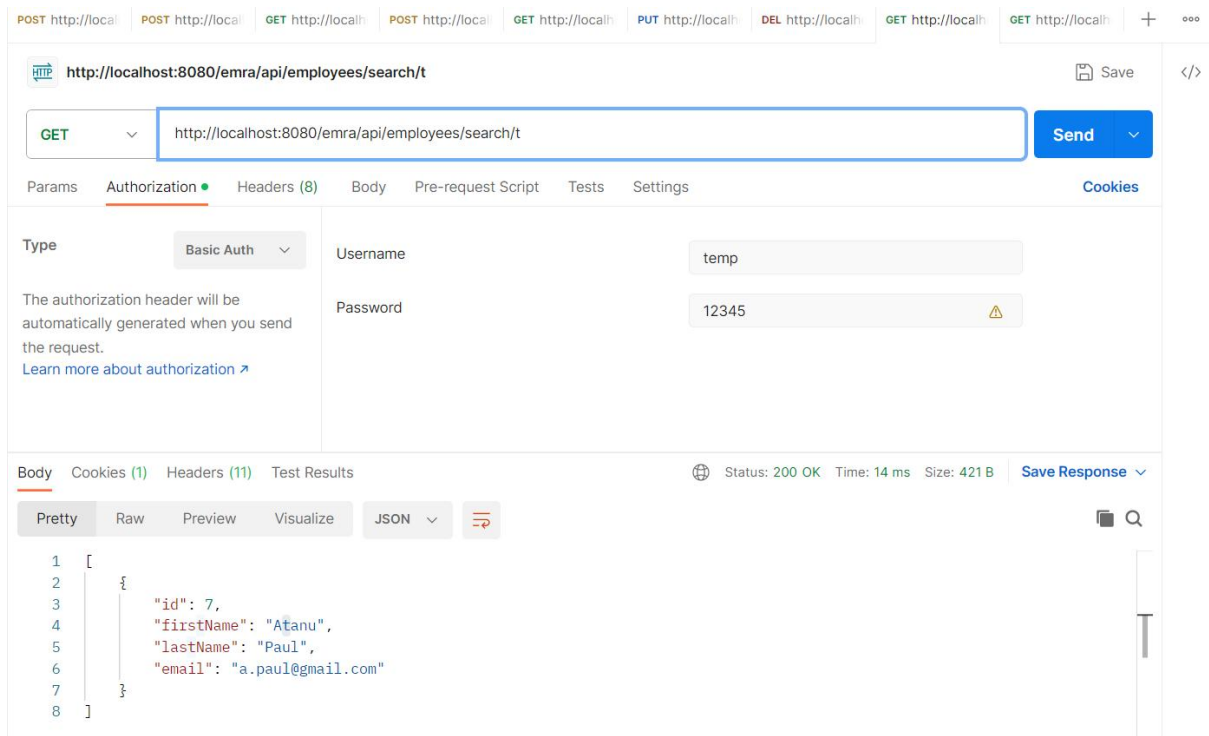 POST http://local POST http://local GET http://localh POST http://local GET http://localh PUT http://localh DEL http://localh GET http://localh GET http://localh
HTTP http://localhost:8080/emra/api/employees/search/t Save </>
GET http://localhost:8080/emra/api/employees/search/t Send
Params Authorization Headers (8) Body Pre-request Script Tests Settings Cookies
Type Basic Auth Username temp
The authorization header will be
automatically generated when you send
the request.
Learn more about authorization ↗
Password 12345
Body Cookies (1) Headers (11) Test Results Status: 200 OK Time: 14 ms Size: 421 B Save Response
Pretty Raw Preview Visualize JSON
1 [
2 {
3 "id": 7,
4 "firstName": "Atanu",
5 "lastName": "Paul",
6 "email": "a.paul@gmail.com"
7 }
8 ]